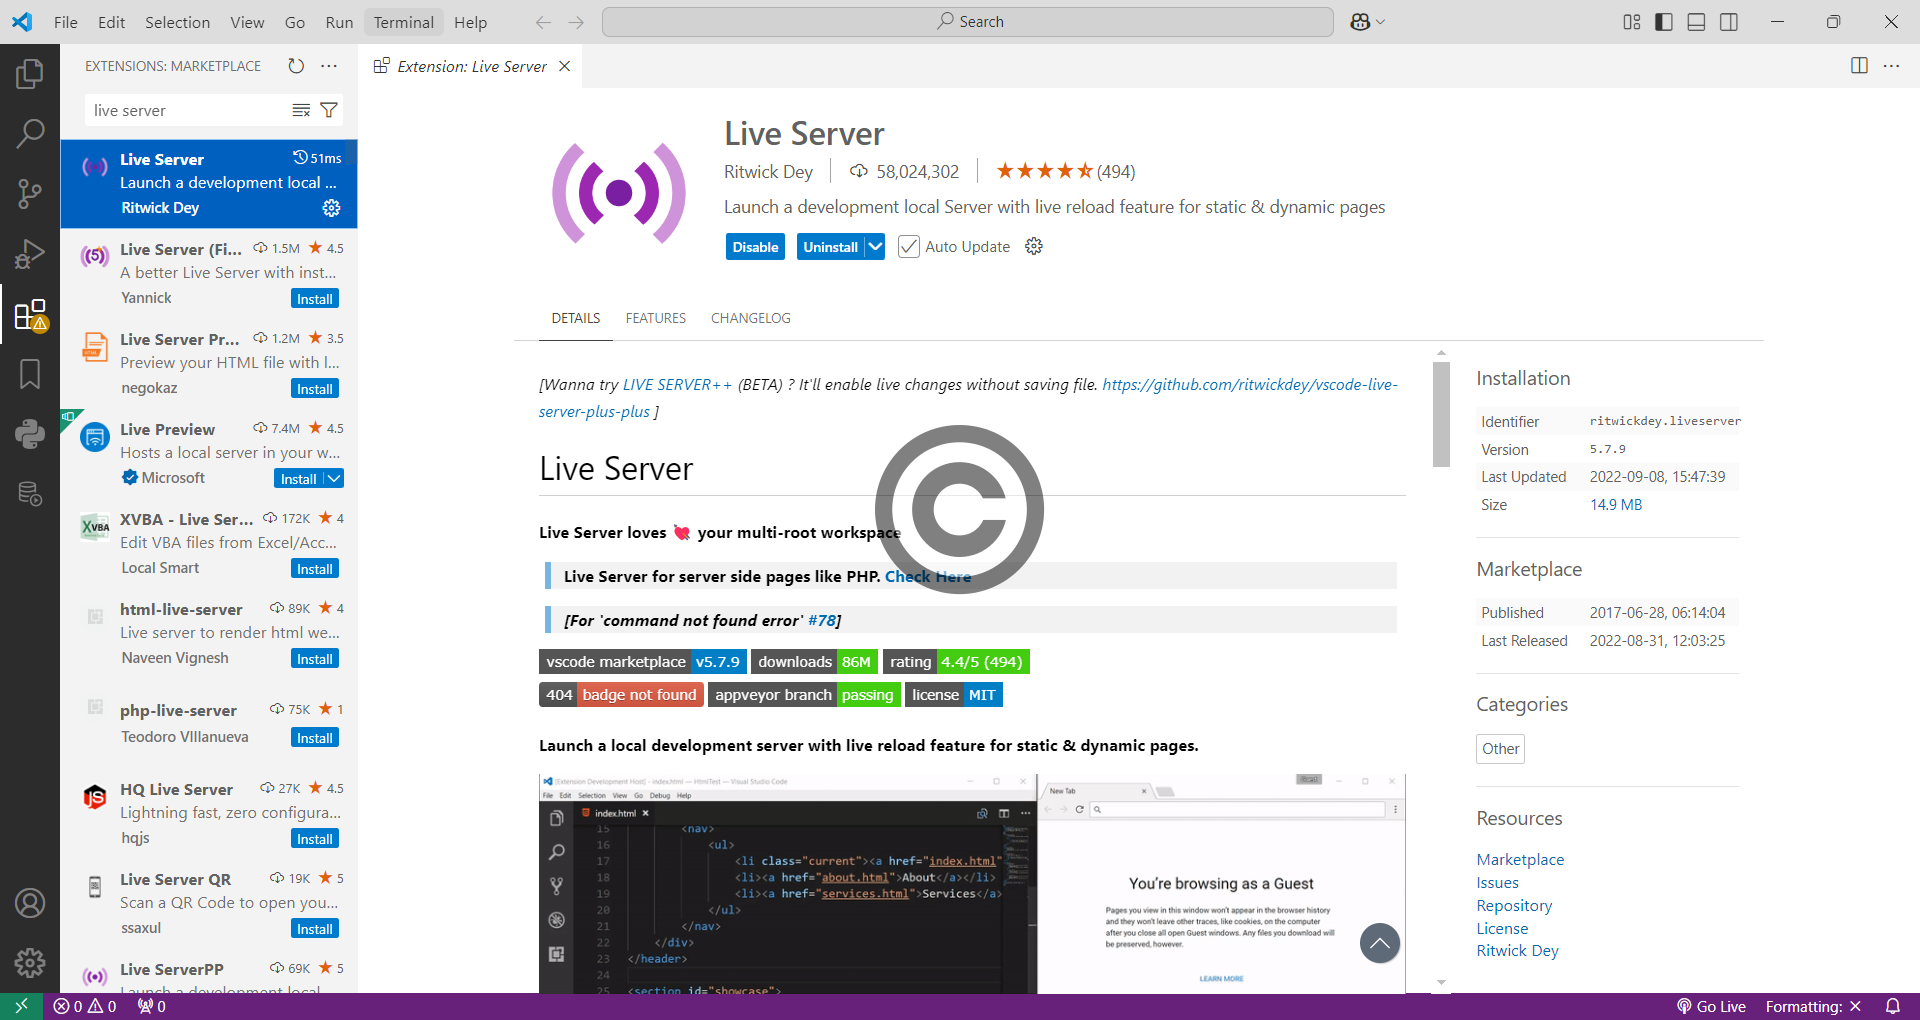 File Edit Selection View Go Run Terminal Help
Search
EXTENSIONS: MARKETPLACE
Extension: Live Server
live server
Live Server 51ms
Launch a development local ...
Ritwick Dey
Live Server (Fi... 1.5M 4.5
A better Live Server with inst...
Yannick Install
Live Server Pr... 1.2M 3.5
Preview your HTML file with l...
negokaz Install
Live Preview 7.4M 4.5
Hosts a local server in your w...
Microsoft Install
XVBA - Live Ser... 172K 4
Edit VBA files from Excel/Acc...
Local Smart Install
html-live-server 89K 4
Live server to render html we...
Naveen Vignesh Install
php-live-server 75K 1
Teodoro VIllanueva Install
HQ Live Server 27K 4.5
Lightning fast, zero configura...
hqjs Install
Live Server QR 19K 5
Scan a QR Code to open you...
ssaxul Install
Live ServerPP 69K 5
Launch a development local
Live Server
Ritwick Dey 58,024,302 (494)
Launch a development local Server with live reload feature for static & dynamic pages
Disable Uninstall Auto Update
DETAILS FEATURES CHANGELOG
[Wanna try LIVE SERVER++ (BETA) ? It'll enable live changes without saving file. https://github.com/ritwickdey/vscode-live-
server-plus-plus ]
Live Server
Live Server loves 💘 your multi-root workspace
Live Server for server side pages like PHP. Check Here
[For 'command not found error' #78]
vscode marketplace v5.7.9 downloads 86M rating 4.4/5 (494)
404 badge not found appveyor branch passing license MIT
Launch a local development server with live reload feature for static & dynamic pages.
[Extension Development Host] - index.html — HtmlTest — Visual Studio Code
File Edit Selection View Go Debug Help
index.html
15 <nav>
16 <ul>
17 <li class="current"><a href="index.html"
18 <li><a href="about.html">About</a></li>
19 <li><a href="services.html">Services</a>
20 </ul>
21 </nav>
22 </div>
23 </header>
24
25 <section id="showcase">
Guest
New Tab
You're browsing as a Guest
Pages you view in this window won't appear in the browser history
and they won't leave other traces, like cookies, on the computer
after you close all open Guest windows. Any files you download will
be preserved, however.
LEARN MORE
Installation
Identifier ritwickdey.liveserver
Version 5.7.9
Last Updated 2022-09-08, 15:47:39
Size 14.9 MB
Marketplace
Published 2017-06-28, 06:14:04
Last Released 2022-08-31, 12:03:25
Categories
Other
Resources
Marketplace
Issues
Repository
License
Ritwick Dey
©
0 0 0 Go Live Formatting: ✕